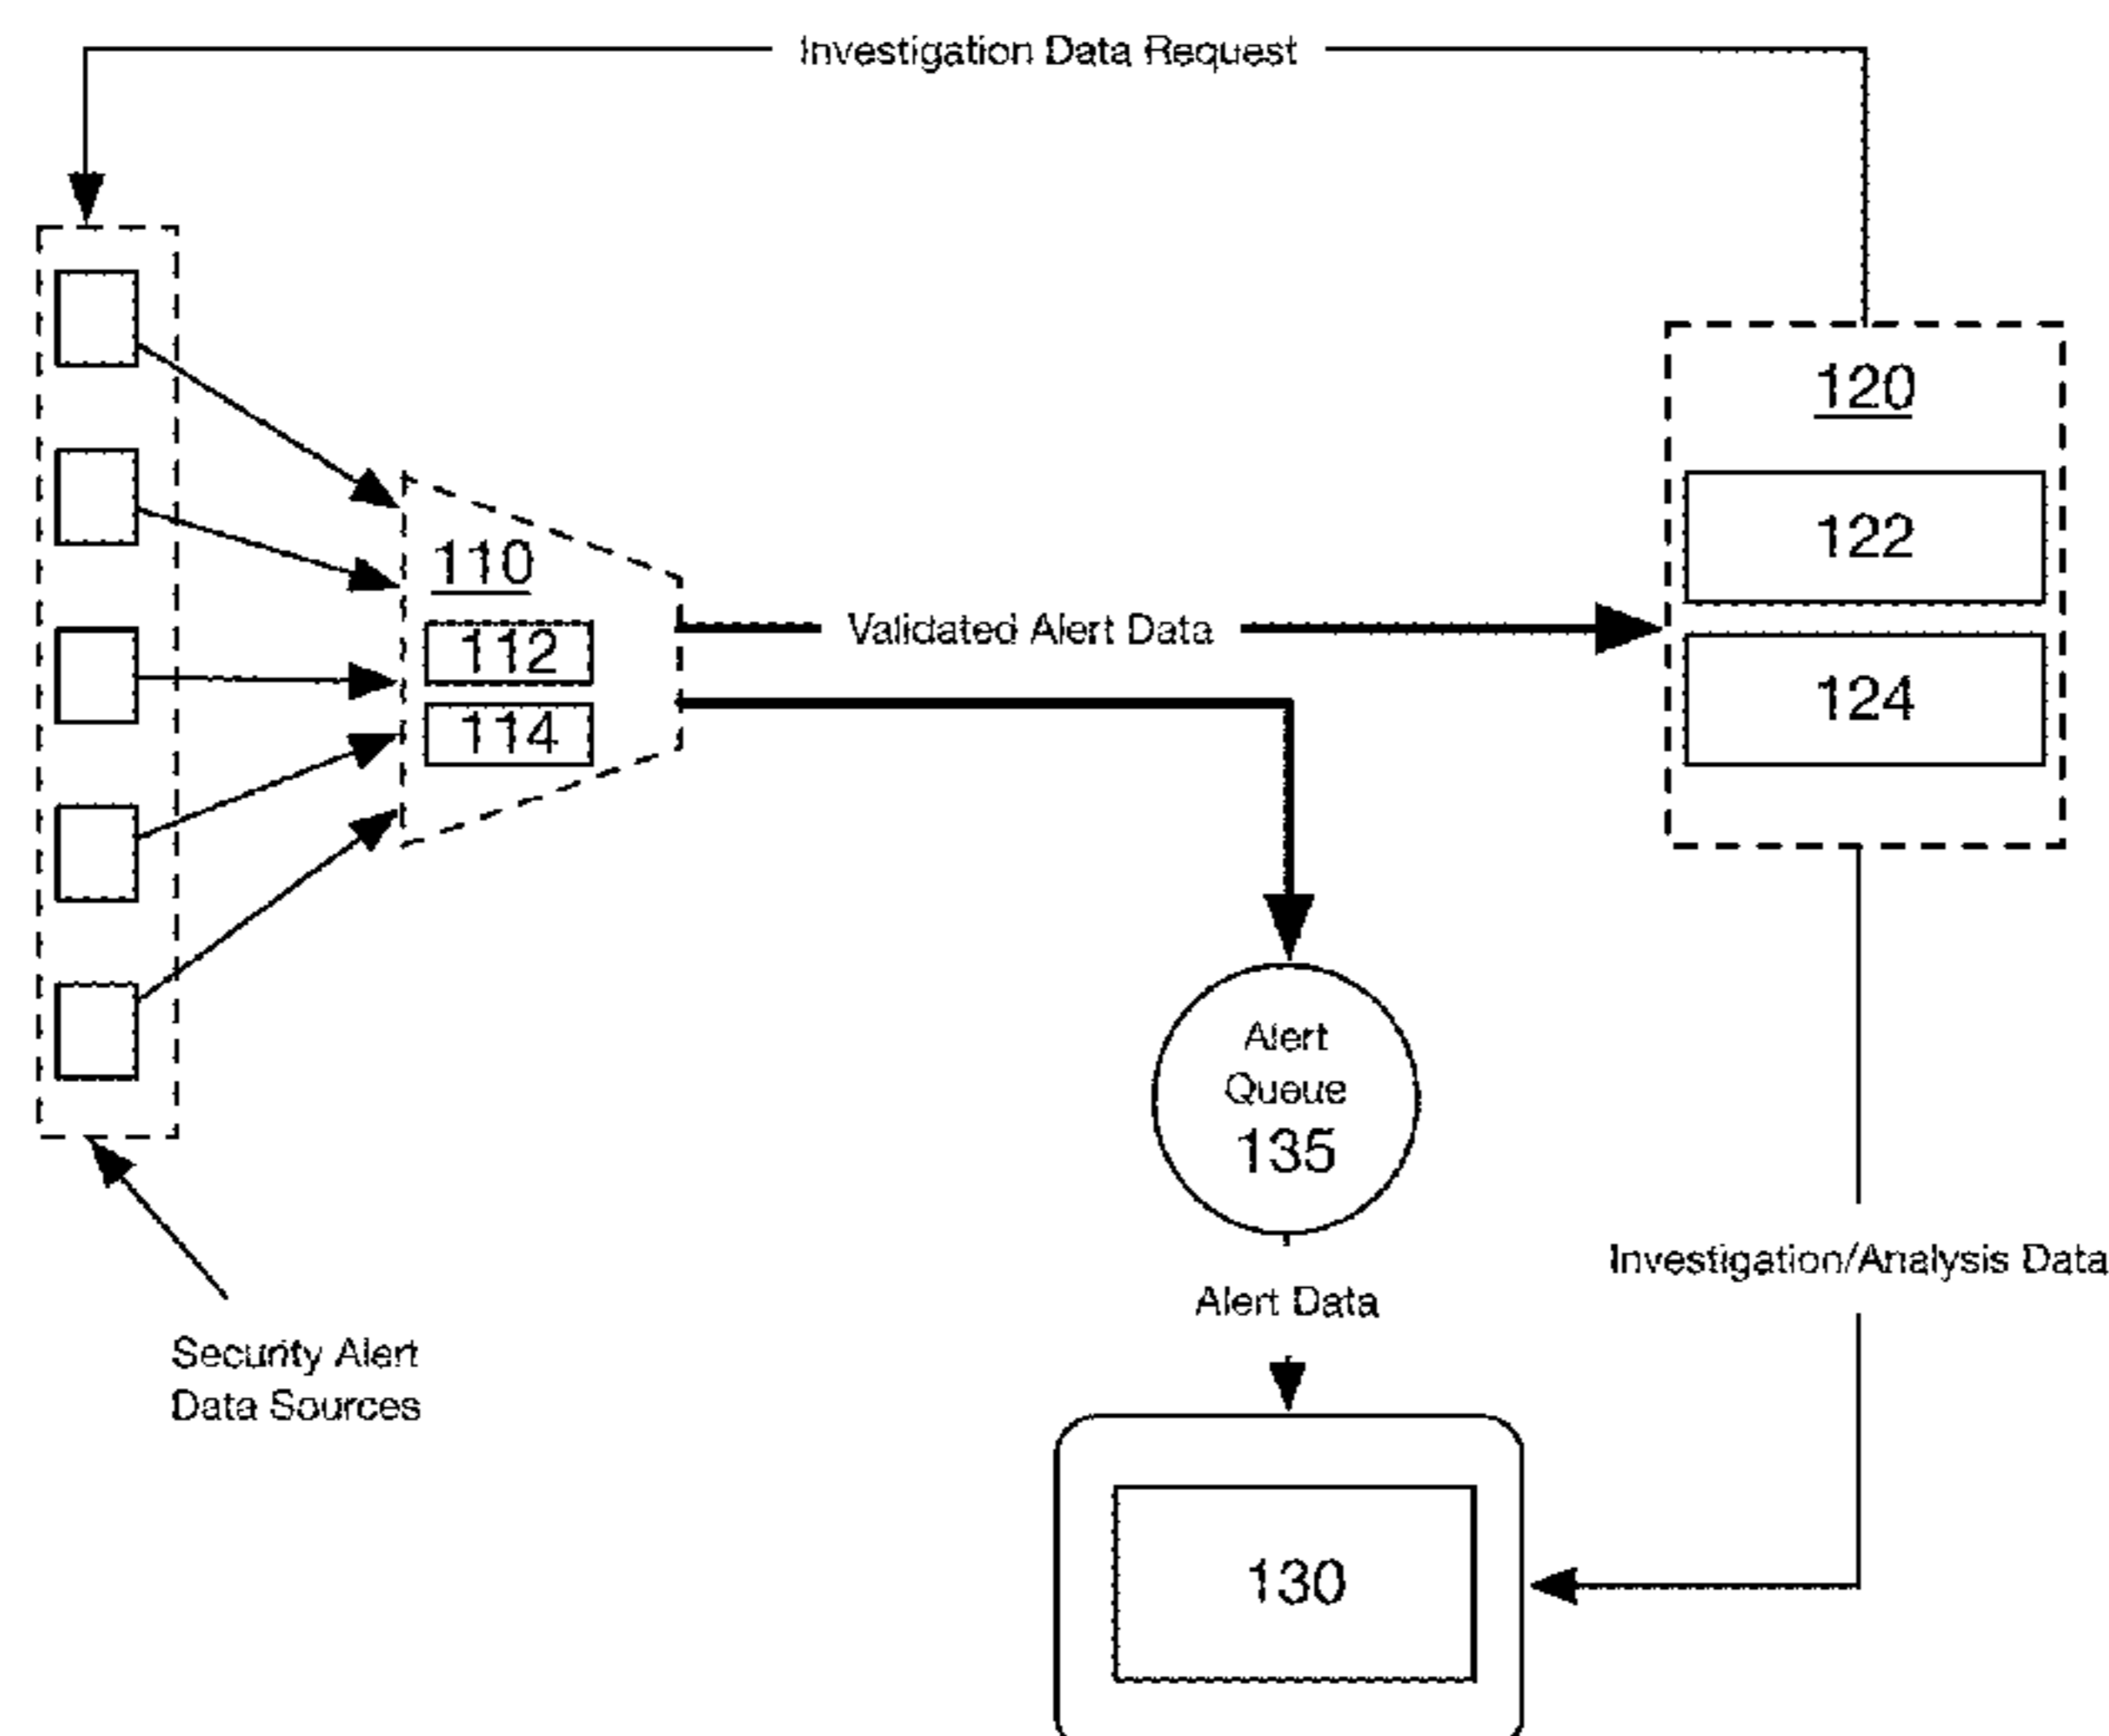 Investigation Data Request
120
122
124
110
112
114
Validated Alert Data
Alert
Queue
135
Alert Data
Investigation/Analysis Data
Security Alert
Data Sources
130